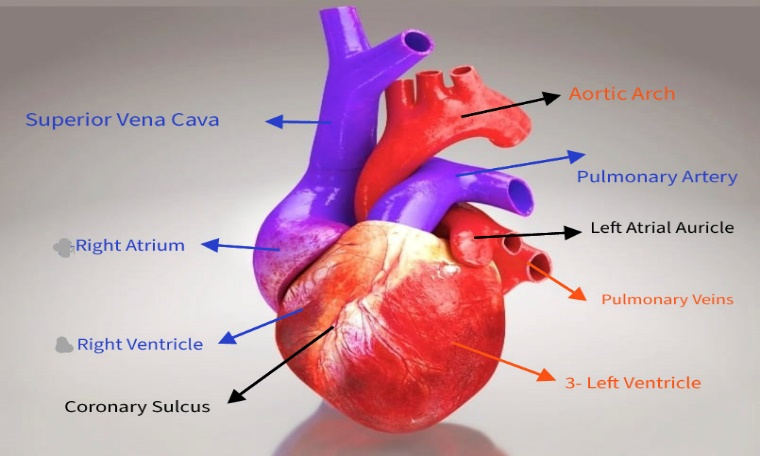 Aortic Arch
Superior Vena Cava
Pulmonary Artery
Left Atrial Auricle
Right Atrium
Pulmonary Veins
Right Ventricle
3- Left Ventricle
Coronary Sulcus